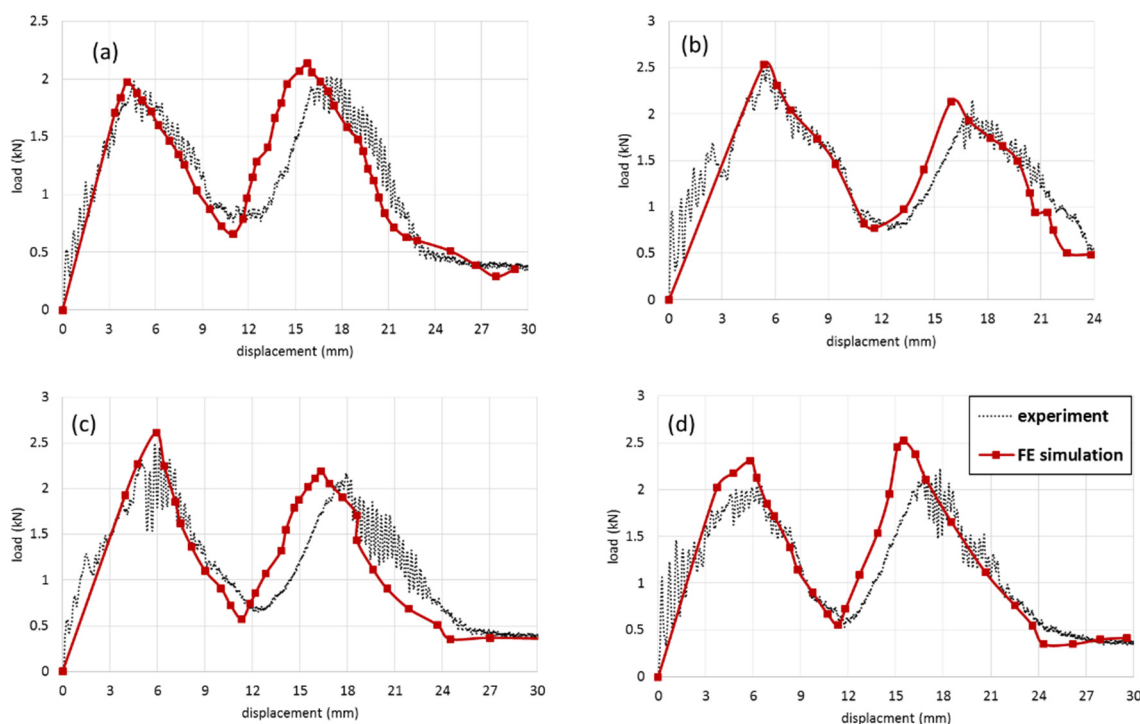 (a)
load (kN)
2.5
2
1.5
1
0.5
0
0 3 6 9 12 15 18 21 24 27 30
displacement (mm)
(b)
load (kN)
3
2.5
2
1.5
1
0.5
0
0 3 6 9 12 15 18 21 24
displacment (mm)
(c)
load (kN)
3
2.5
2
1.5
1
0.5
0
0 3 6 9 12 15 18 21 24 27 30
displacement (mm)
(d)
load (kN)
3
2.5
2
1.5
1
0.5
0
0 3 6 9 12 15 18 21 24 27 30
displacement (mm)
experiment
FE simulation